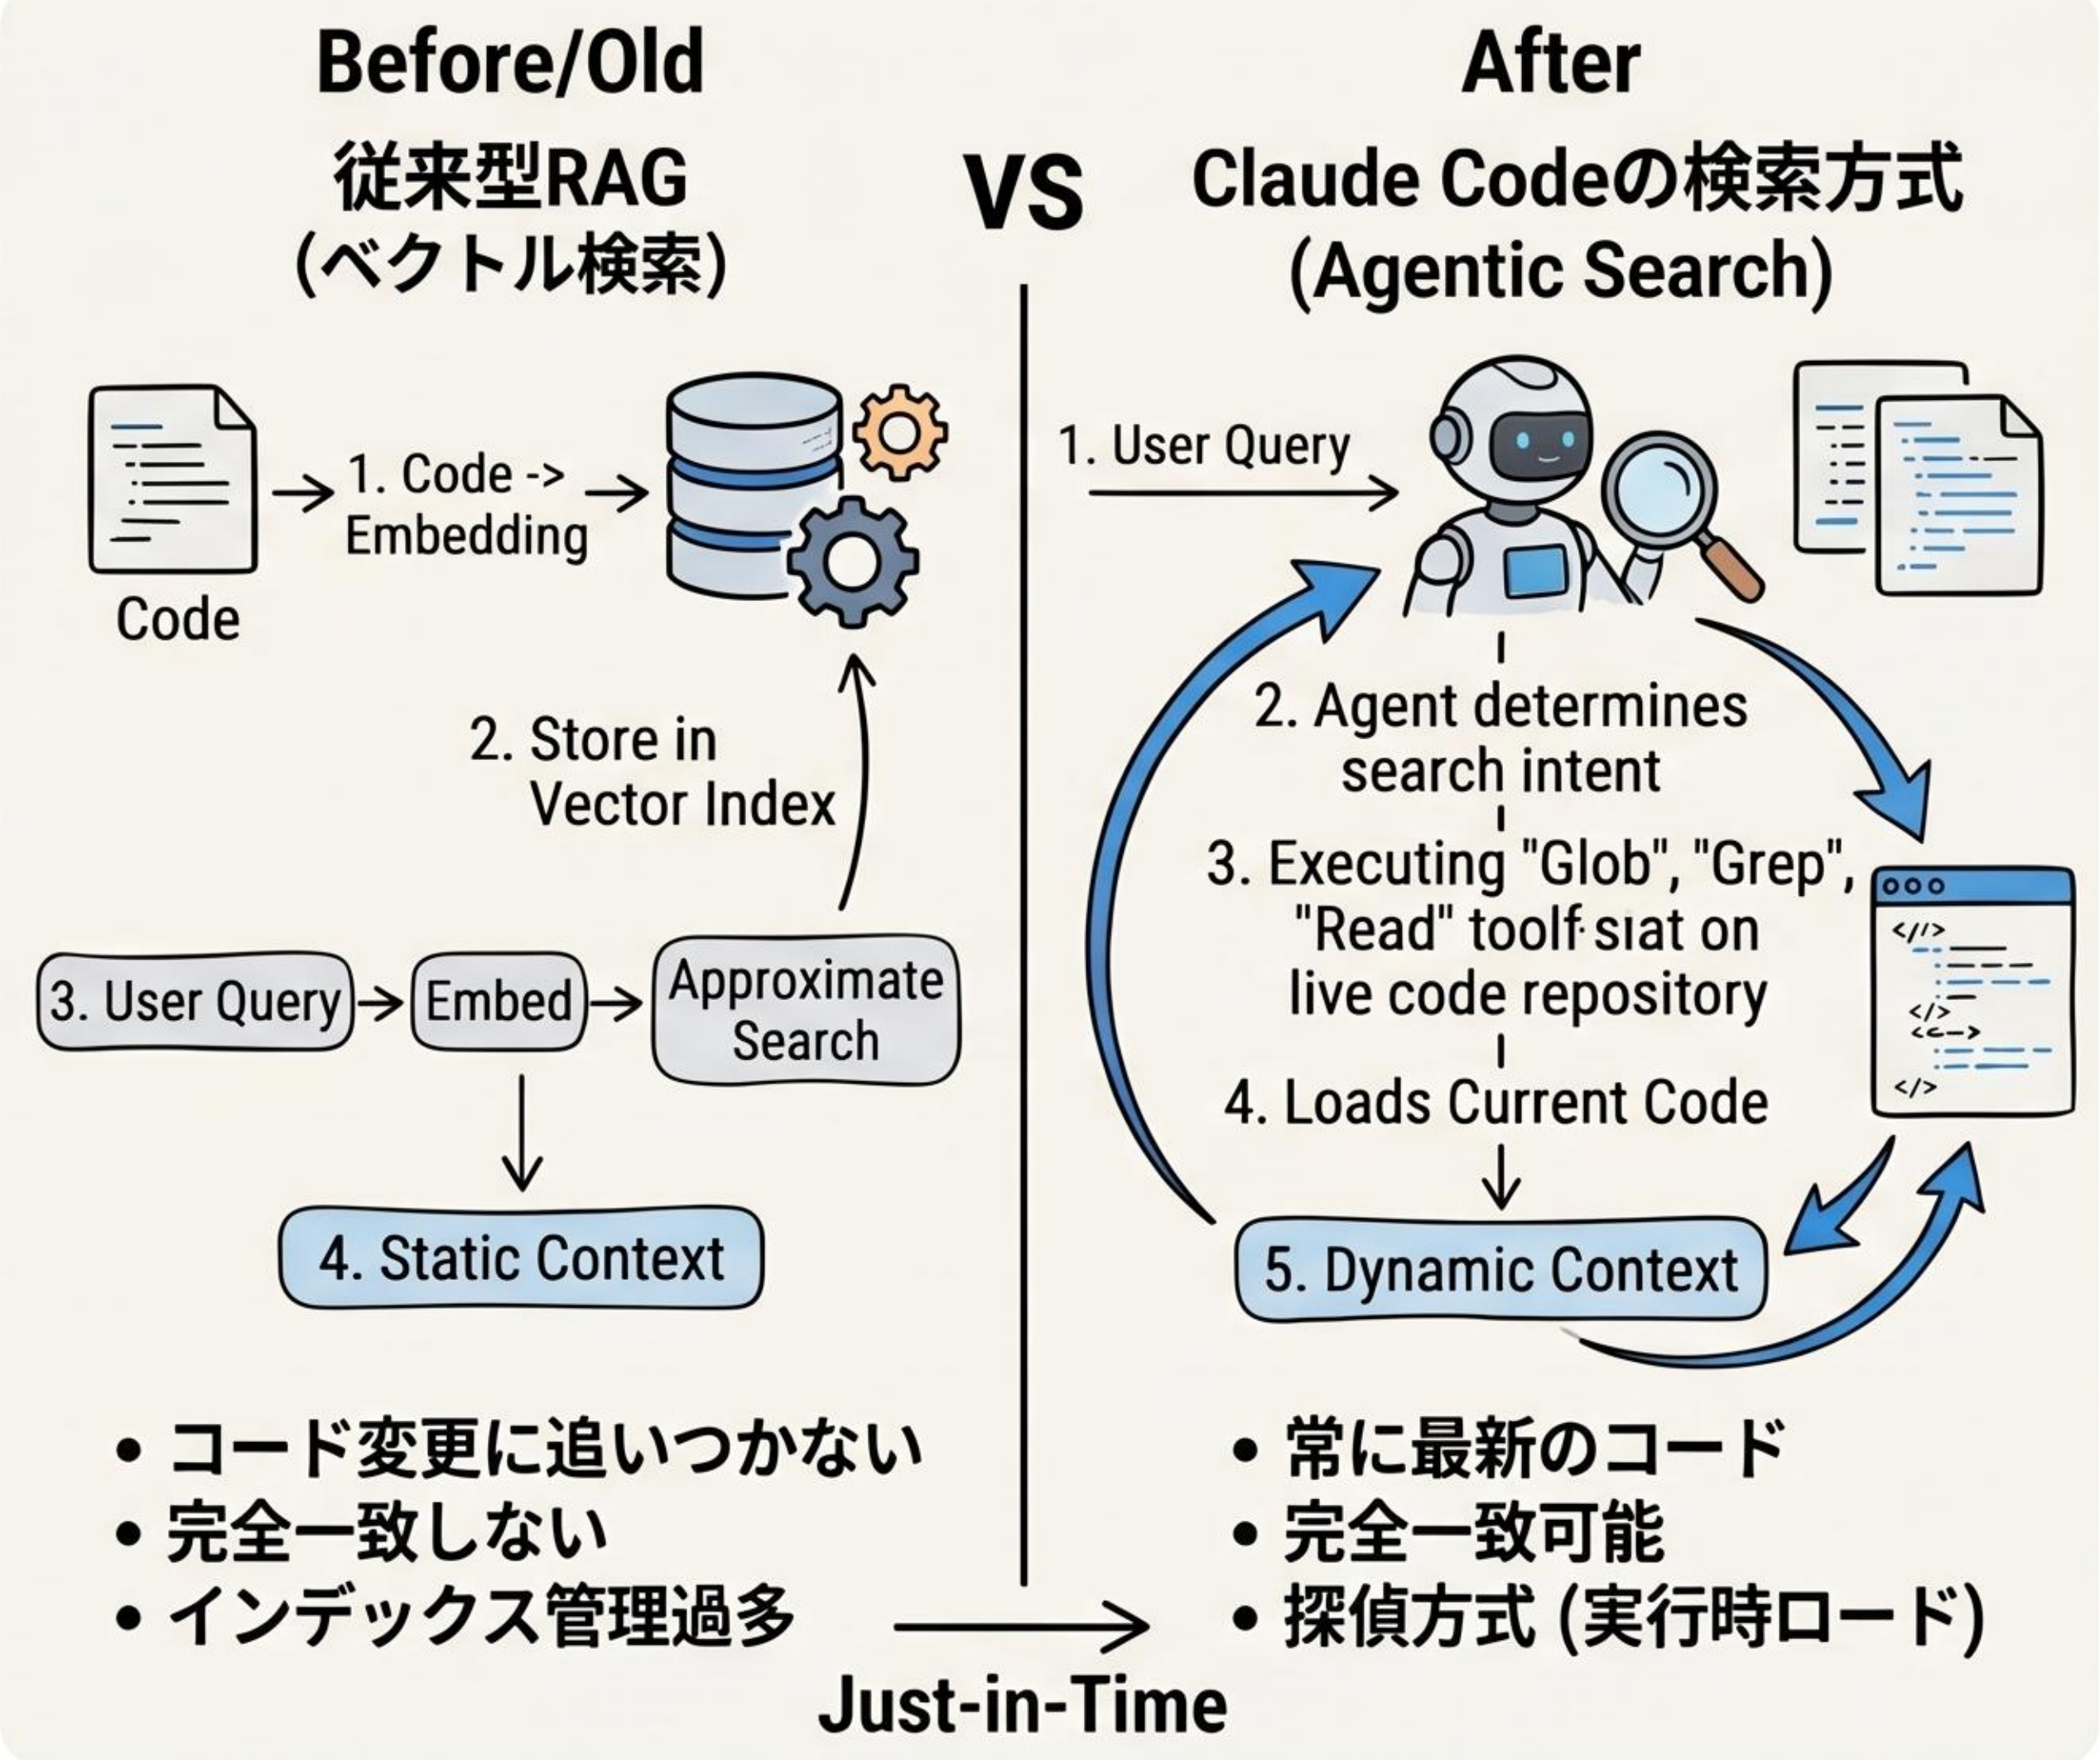 Before/Old
従来型RAG
(ベクトル検索)
Code
1. Code ->
Embedding
2. Store in
Vector Index
3. User Query
Embed
Approximate
Search
4. Static Context
• コード変更に追いつかない
• 完全一致しない
• インデックス管理過多
VS
After
Claude Codeの検索方式
(Agentic Search)
1. User Query
2. Agent determines
search intent
3. Executing "Glob", "Grep",
"Read" on
live code repository
4. Loads Current Code
5. Dynamic Context
</>
</>
• 常に最新のコード
• 完全一致可能
• 探偵方式 (実行時ロード)
Just-in-Time